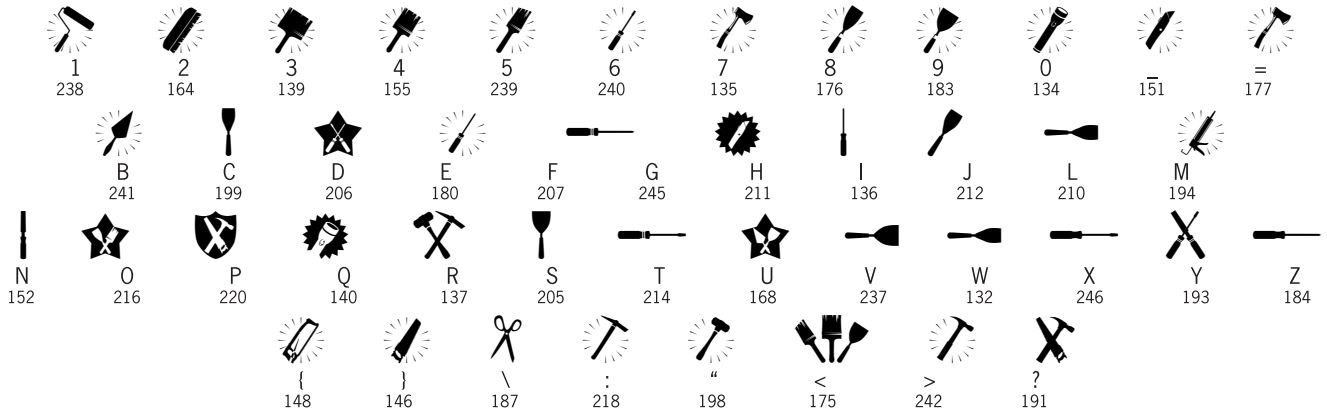 1 2 3 4 5 6 7 8 9 0 _ =
238 164 139 155 239 240 135 176 183 134 151 177
B C D E F G H I J L M
241 199 206 180 207 245 211 136 212 210 194
N O P Q R S T U V W X Y Z
152 216 220 140 137 205 214 168 237 132 246 193 184
{ } \ : “ < > ?
148 146 187 218 198 175 242 191